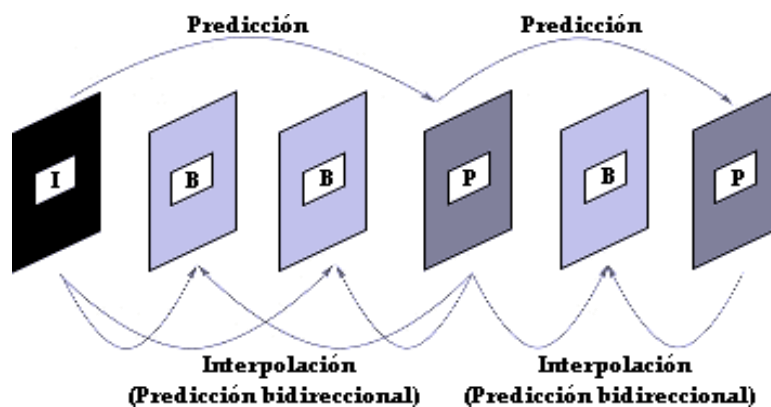 Predicción Predicción
I B B P B P
Interpolación Interpolación
(Predicción bidireccional) (Predicción bidireccional)